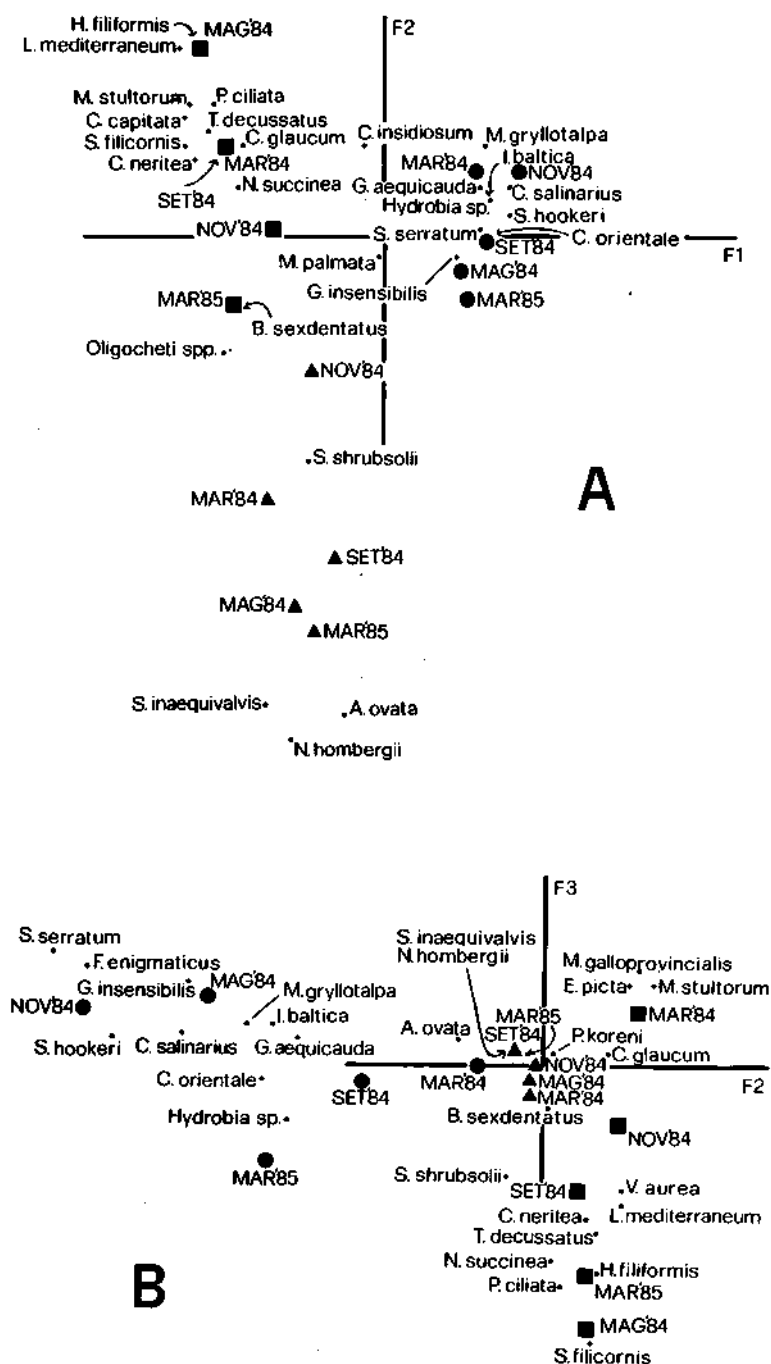 H. filiformis
MAG'84
F2
L. mediterraneum
M. stultorum
P. ciliata
C. capitata
T. decussatus
S. filicornis
C. glaucum
C. insidiosum
M. gryllotalpa
C. neritea
MAR'84
MAR'84
I. baltica
NOV'84
SET'84
N. succinea
G. aequicauda
C. salinarius
Hydrobia sp.
S. hookeri
NOV'84
S. serratum
SET'84
C. orientale
F1
M. palmata
MAG'84
G. insensibilis
MAR'85
MAR'85
B. sexdentatus
Oligocheti spp.
NOV'84
S. shrubsolii
A
MAR'84
SET'84
MAG'84
MAR'85
S. inaequivalvis
A. ovata
N. hombergii
F3
S. serratum
S. inaequivalvis
N. hombergii
F. enigmaticus
M. galloprovincialis
G. insensibilis
MAG'84
M. gryllotalpa
E. picta
M. stultorum
NOV'84
I. baltica
MAR'85
MAR'84
A. ovata
SET'84
P. koreni
S. hookeri
C. salinarius
G. aequicauda
NOV'84
C. glaucum
C. orientale
SET'84
MAR'84
MAG'84
F2
MAR'84
Hydrobia sp.
B. sexdentatus
NOV'84
MAR'85
S. shrubsolii
SET'84
V. aurea
C. neritea
L. mediterraneum
T. decussatus
N. succinea
H. filiformis
P. ciliata
MAR'85
B
MAG'84
S. filicornis